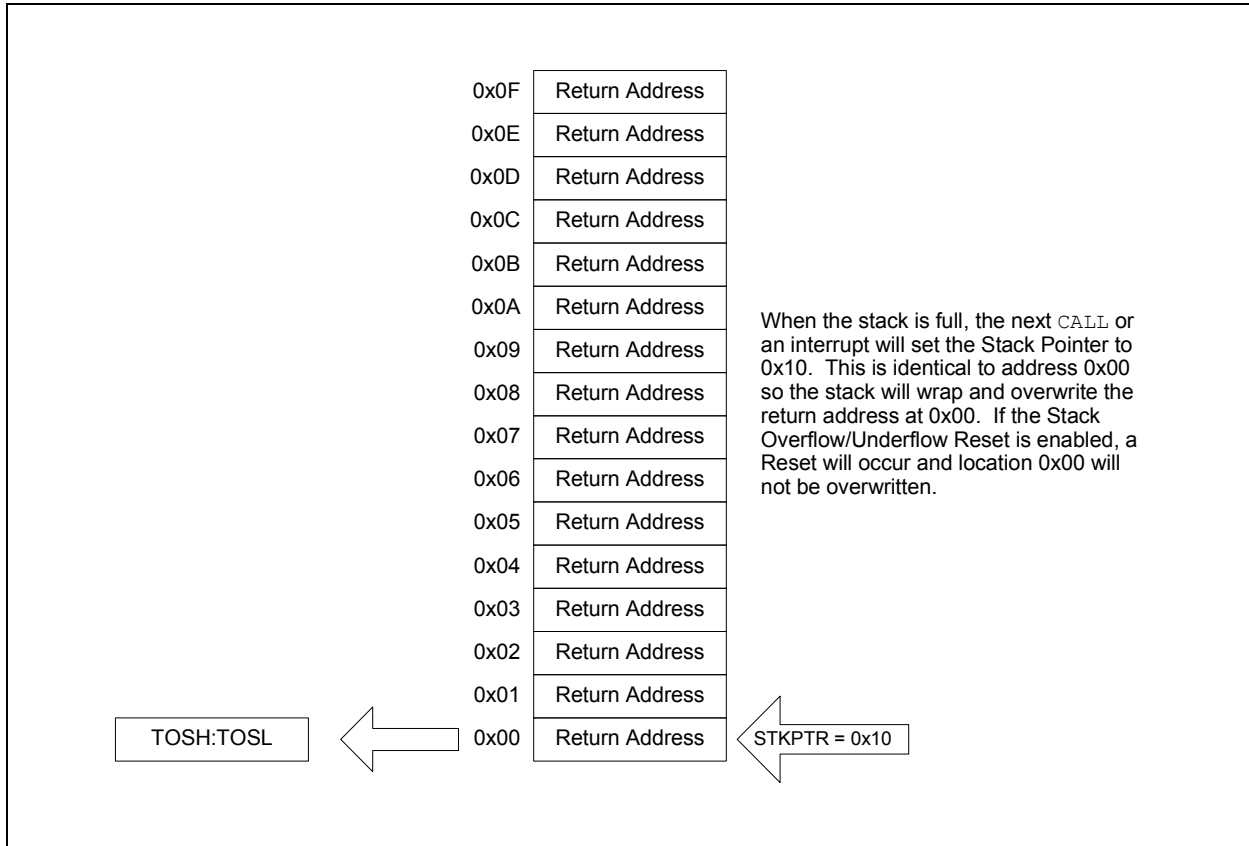 0x0F Return Address
0x0E Return Address
0x0D Return Address
0x0C Return Address
0x0B Return Address
0x0A Return Address
0x09 Return Address
0x08 Return Address
0x07 Return Address
0x06 Return Address
0x05 Return Address
0x04 Return Address
0x03 Return Address
0x02 Return Address
0x01 Return Address
TOSH:TOSL 0x00 Return Address STKPTR = 0x10
When the stack is full, the next CALL or
an interrupt will set the Stack Pointer to
0x10. This is identical to address 0x00
so the stack will wrap and overwrite the
return address at 0x00. If the Stack
Overflow/Underflow Reset is enabled, a
Reset will occur and location 0x00 will
not be overwritten.